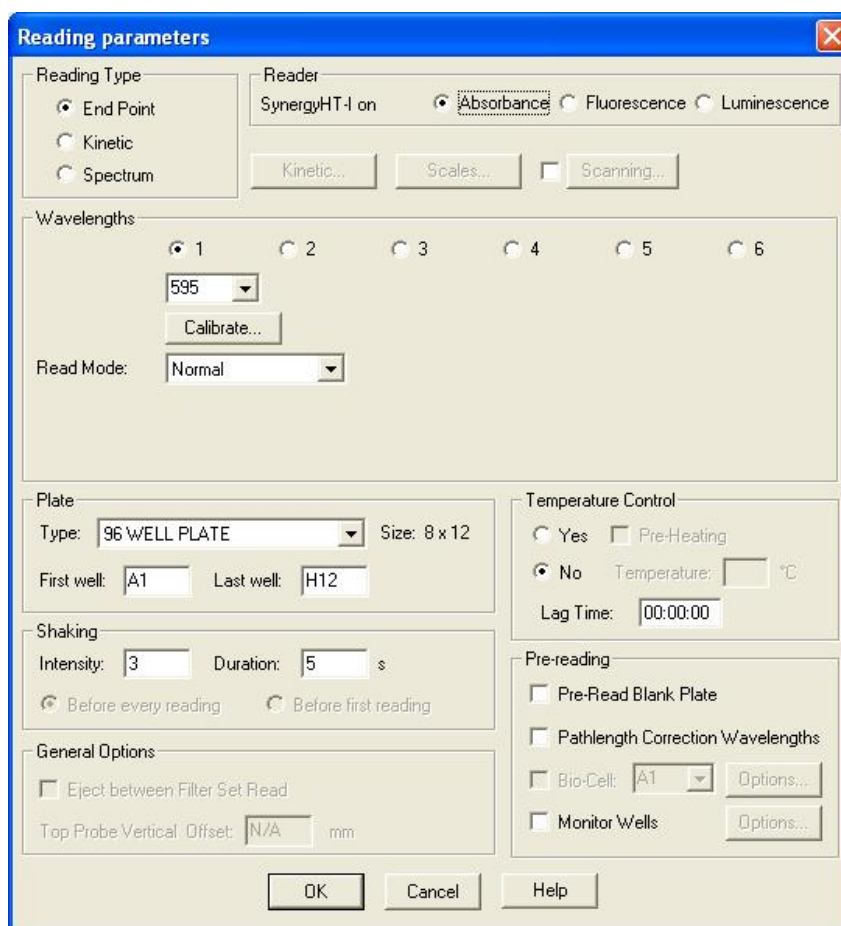 Reading parameters
Reading Type
End Point
Kinetic
Spectrum
Reader
SynergyHT-I on Absorbance Fluorescence Luminescence
Kinetic... Scales... Scanning...
Wavelengths
1 2 3 4 5 6
595
Calibrate...
Read Mode: Normal
Plate
Type: 96 WELL PLATE Size: 8 x 12
First well: A1 Last well: H12
Shaking
Intensity: 3 Duration: 5 s
Before every reading Before first reading
General Options
Eject between Filter Set Read
Top Probe Vertical Offset: N/A mm
Temperature Control
Yes Pre-Heating
No Temperature: °C
Lag Time: 00:00:00
Pre-reading
Pre-Read Blank Plate
Pathlength Correction Wavelengths
Bio-Cell: A1 Options...
Monitor Wells Options...
OK Cancel Help